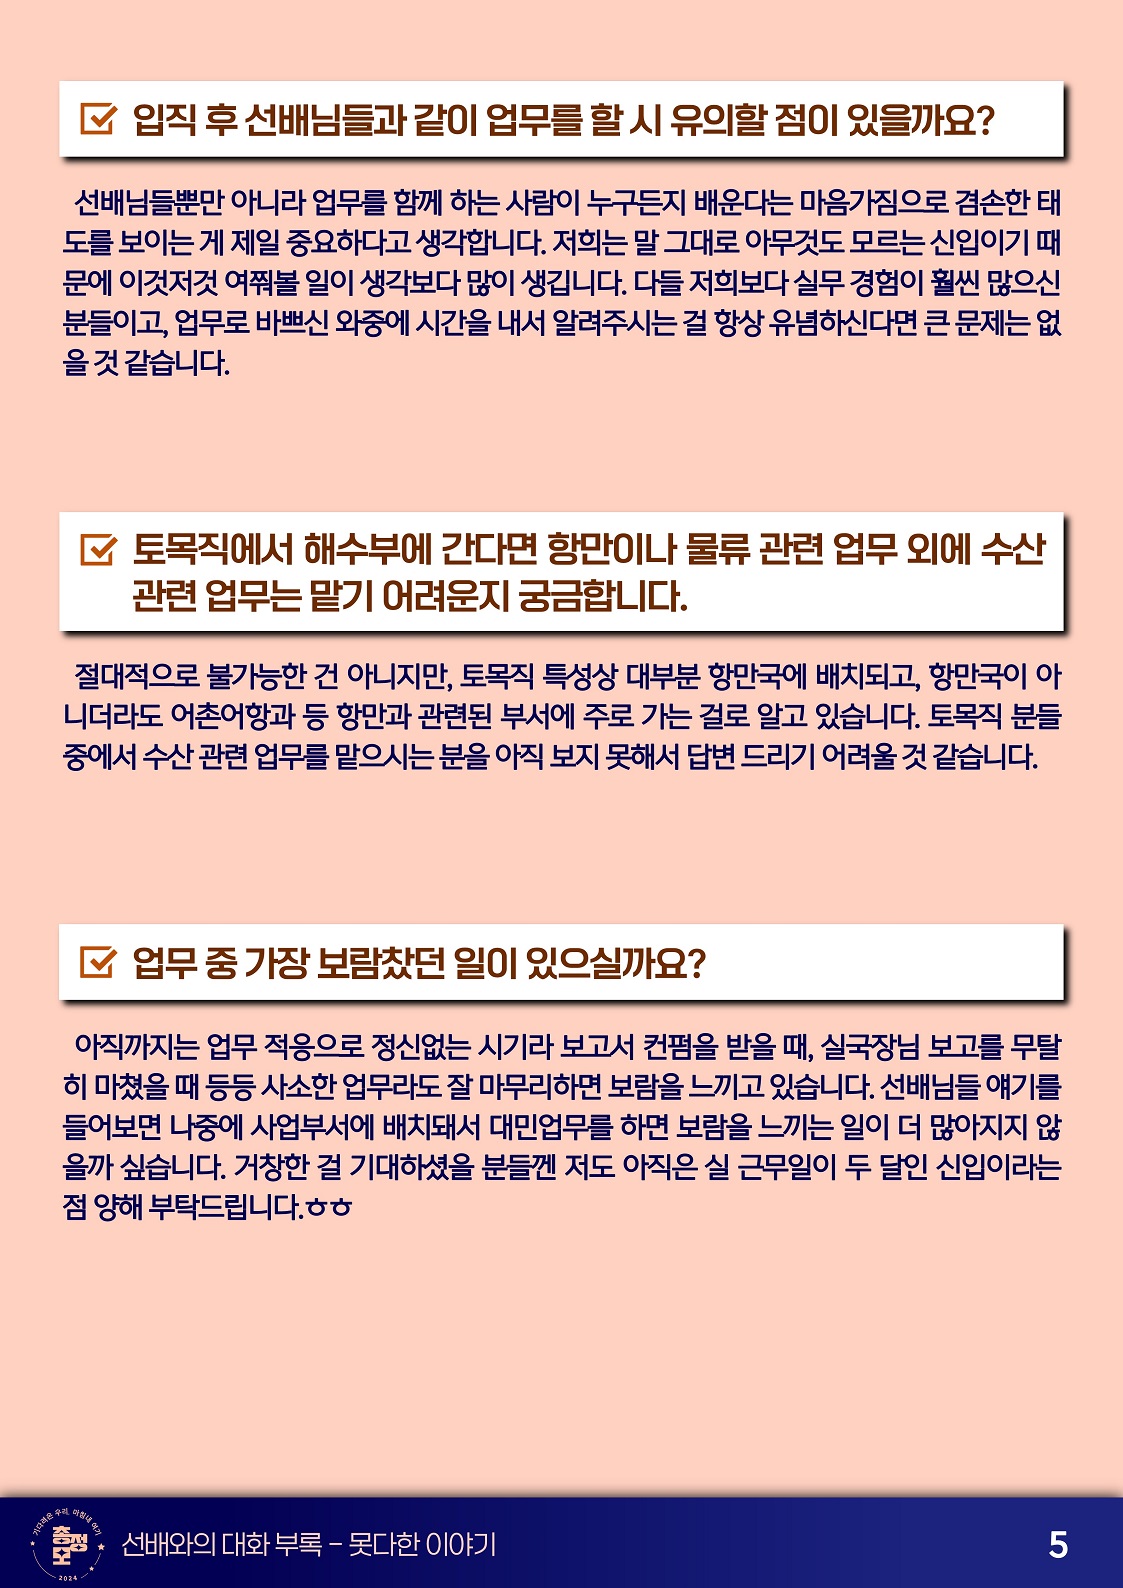 입직 후 선배님들과 같이 업무를 할 시 유의할 점이 있을까요?
선배님들뿐만 아니라 업무를 함께 하는 사람이 누구든지 배운다는 마음가짐으로 겸손한 태
도를 보이는 게 제일 중요하다고 생각합니다. 저희는 말 그대로 아무것도 모르는 신입이기 때
문에 이것저것 여쭤볼 일이 생각보다 많이 생깁니다. 다들 저희보다 실무 경험이 훨씬 많으신
분들이고, 업무로 바쁘신 와중에 시간을 내서 알려주시는 걸 항상 유념하신다면 큰 문제는 없
을 것 같습니다.
토목직에서 해수부에 간다면 항만이나 물류 관련 업무 외에 수산
관련 업무는 맡기 어려운지 궁금합니다.
절대적으로 불가능한 건 아니지만, 토목직 특성상 대부분 항만국에 배치되고, 항만국이 아
니더라도 어촌어항과 등 항만과 관련된 부서에 주로 가는 걸로 알고 있습니다. 토목직 분들
중에서 수산 관련 업무를 맡으시는 분을 아직 보지 못해서 답변 드리기 어려울 것 같습니다.
업무 중 가장 보람찼던 일이 있으실까요?
아직까지는 업무 적응으로 정신없는 시기라 보고서 컨펌을 받을 때, 실국장님 보고를 무탈
히 마쳤을 때 등등 사소한 업무라도 잘 마무리하면 보람을 느끼고 있습니다. 선배님들 얘기를
들어보면 나중에 사업부서에 배치돼서 대민업무를 하면 보람을 느끼는 일이 더 많아지지 않
을까 싶습니다. 거창한 걸 기대하셨을 분들껜 저도 아직은 실 근무일이 두 달인 신입이라는
점 양해 부탁드립니다.ㅎㅎ
기다려온 우리, 마침내 여기
총정모
2024
선배와의 대화 부록 – 못다한 이야기
5